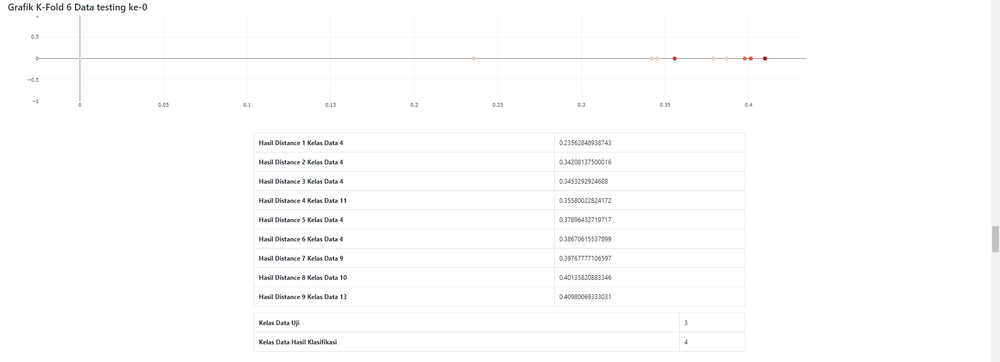 Grafik K-Fold 6 Data testing ke-0
1
0.5
0
−0.5
−1
0 0.05 0.1 0.15 0.2 0.25 0.3 0.35 0.4
Hasil Distance 1 Kelas Data 4 0.23562848938743
Hasil Distance 2 Kelas Data 4 0.34208137500016
Hasil Distance 3 Kelas Data 4 0.3453292924688
Hasil Distance 4 Kelas Data 11 0.35580022824172
Hasil Distance 5 Kelas Data 4 0.37896432719717
Hasil Distance 6 Kelas Data 4 0.38670615537899
Hasil Distance 7 Kelas Data 9 0.39767777106597
Hasil Distance 8 Kelas Data 10 0.40135820883346
Hasil Distance 9 Kelas Data 13 0.40980069333031
Kelas Data Uji 3
Kelas Data Hasil Klasifikasi 4